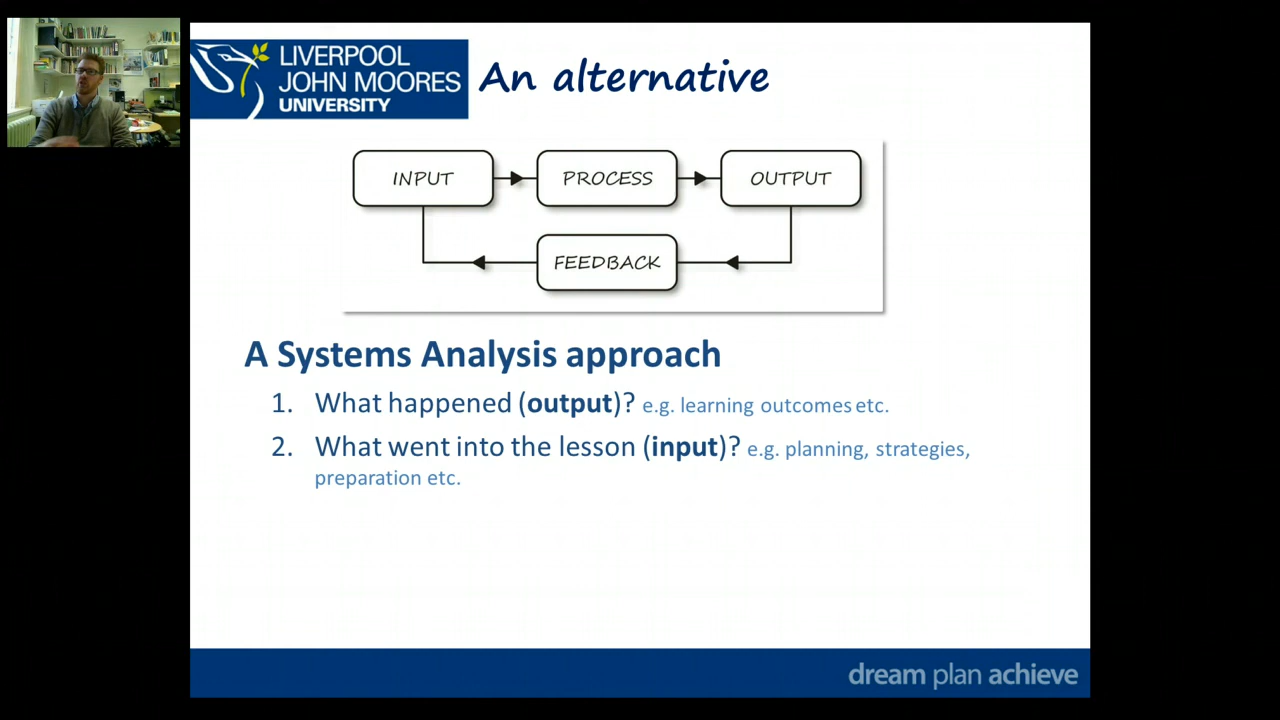 LIVERPOOL
JOHN MOORES
UNIVERSITY
An alternative
INPUT
PROCESS
OUTPUT
FEEDBACK
A Systems Analysis approach
1. What happened (output)? e.g. learning outcomes etc.
2. What went into the lesson (input)? e.g. planning, strategies,
preparation etc.
dream plan achieve